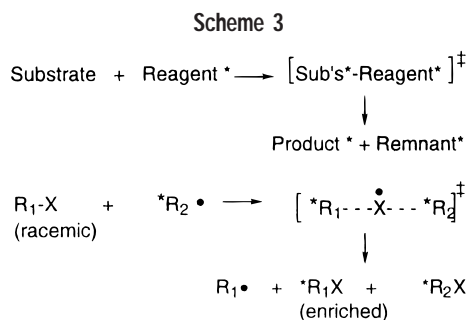 Scheme 3
Substrate + Reagent * ⟶ [Sub's*-Reagent*]‡
Product * + Remnant*
R₁-X + *R₂ • ⟶ [ *R₁---Ẋ--- *R₂]‡
(racemic)
R₁• + *R₁X + *R₂X
(enriched)